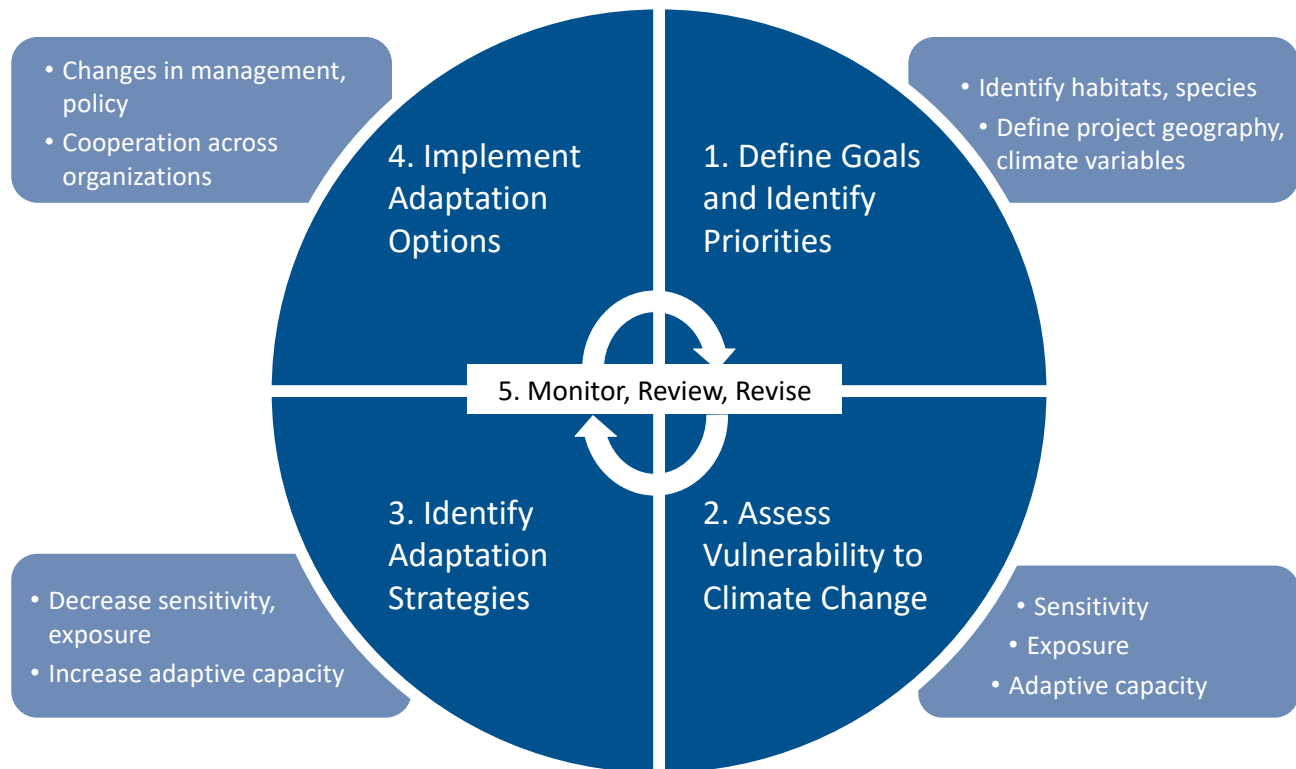 • Changes in management,
policy
• Cooperation across
organizations
4. Implement
Adaptation
Options
1. Define Goals
and Identify
Priorities
• Identify habitats, species
• Define project geography,
climate variables
5. Monitor, Review, Revise
• Decrease sensitivity,
exposure
• Increase adaptive capacity
3. Identify
Adaptation
Strategies
2. Assess
Vulnerability to
Climate Change
• Sensitivity
• Exposure
• Adaptive capacity